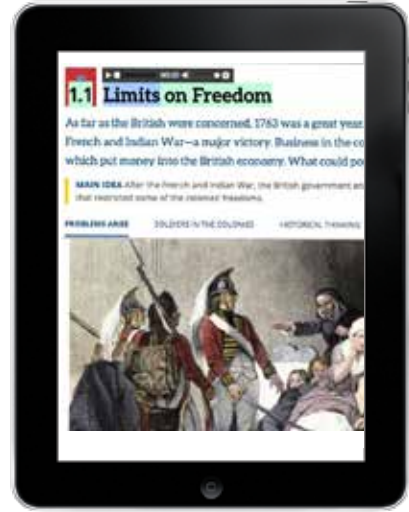 1.1 Limits on Freedom
As far as the British were concerned, 1763 was a great year.
French and Indian War—a major victory. Business in the co
which put money into the British economy. What could po
MAIN IDEA After the French and Indian War, the British government en
that restricted some of the colonists' freedoms.
PROBLEMS ARISE SOLDIERS IN THE COLONIES HISTORICAL THINKING